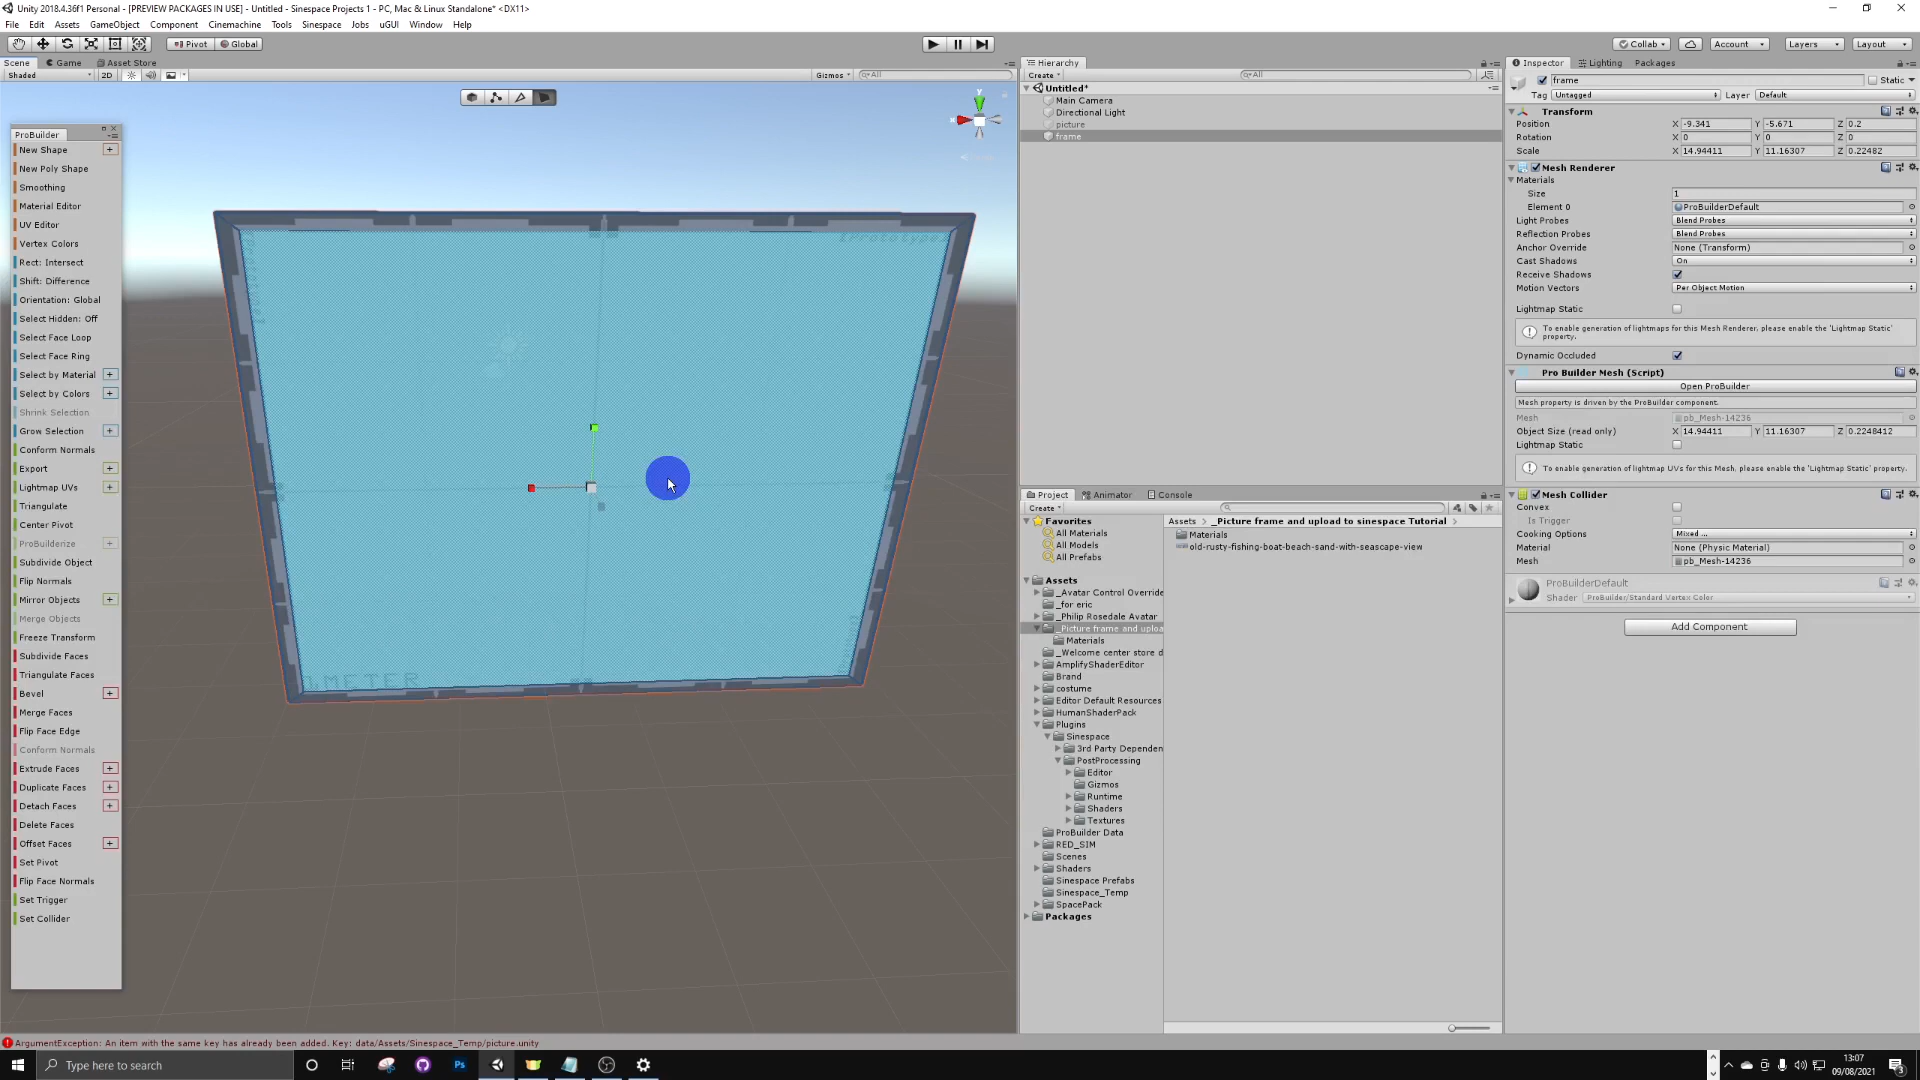 Unity 2018.4.36f1 Personal - [PREVIEW PACKAGES IN USE] - Untitled - Sinespace Projects 1 - PC, Mac & Linux Standalone* <DX11>
File Edit Assets GameObject Component Cinemachine Tools Sinespace Jobs uGUI Window Help
Pivot Global Collab Account Layers Layout
Scene Game Asset Store
Shaded 2D Gizmos All
ProBuilder
New Shape +
New Poly Shape
Smoothing
Material Editor
UV Editor
Vertex Colors
Rect: Intersect
Shift: Difference
Orientation: Global
Select Hidden: Off
Select Face Loop
Select Face Ring
Select by Material +
Select by Colors +
Shrink Selection
Grow Selection +
Conform Normals
Export +
Lightmap UVs +
Triangulate
Center Pivot
ProBuilderize +
Subdivide Object
Flip Normals
Mirror Objects +
Merge Objects
Freeze Transform
Subdivide Faces
Triangulate Faces
Bevel +
Merge Faces
Flip Face Edge
Conform Normals
Extrude Faces +
Duplicate Faces +
Detach Faces +
Delete Faces
Offset Faces +
Set Pivot
Flip Face Normals
Set Trigger
Set Collider
y
x
METER
Hierarchy
Create All
Untitled*
Main Camera
Directional Light
picture
frame
Project Animator Console
Create
Favorites
All Materials
All Models
All Prefabs
Assets
_Avatar Control Override
_for eric
_Philip Rosedale Avatar
_Picture frame and uploa
Materials
_Welcome center store d
AmplifyShaderEditor
Brand
costume
Editor Default Resources
HumanShaderPack
Plugins
Sinespace
3rd Party Dependen
PostProcessing
Editor
Gizmos
Runtime
Shaders
Textures
ProBuilder Data
RED_SIM
Scenes
Shaders
Sinespace Prefabs
Sinespace_Temp
SpacePack
Packages
Assets > _Picture frame and upload to sinespace Tutorial >
Materials
old-rusty-fishing-boat-beach-sand-with-seascape-view
Inspector Lighting Packages
frame Static
Tag Untagged Layer Default
Transform
Position X -9.341 Y -5.671 Z 0.2
Rotation X 0 Y 0 Z 0
Scale X 14.94411 Y 11.16307 Z 0.22482
Mesh Renderer
Materials
Size 1
Element 0 ProBuilderDefault
Light Probes Blend Probes
Reflection Probes Blend Probes
Anchor Override None (Transform)
Cast Shadows On
Receive Shadows
Motion Vectors Per Object Motion
Lightmap Static
To enable generation of lightmaps for this Mesh Renderer, please enable the 'Lightmap Static' property.
Dynamic Occluded
Pro Builder Mesh (Script)
Open ProBuilder
Mesh property is driven by the ProBuilder component.
Mesh pb_Mesh-14236
Object Size (read only) X 14.94411 Y 11.16307 Z 0.2248412
Lightmap Static
To enable generation of lightmap UVs for this Mesh, please enable the 'Lightmap Static' property.
Mesh Collider
Convex
Is Trigger
Cooking Options Mixed ...
Material None (Physic Material)
Mesh pb_Mesh-14236
ProBuilderDefault
Shader ProBuilder/Standard Vertex Color
Add Component
ArgumentException: An item with the same key has already been added. Key: data/Assets/Sinespace_Temp/picture.unity
Type here to search
Ps
13:07
09/08/2021
3